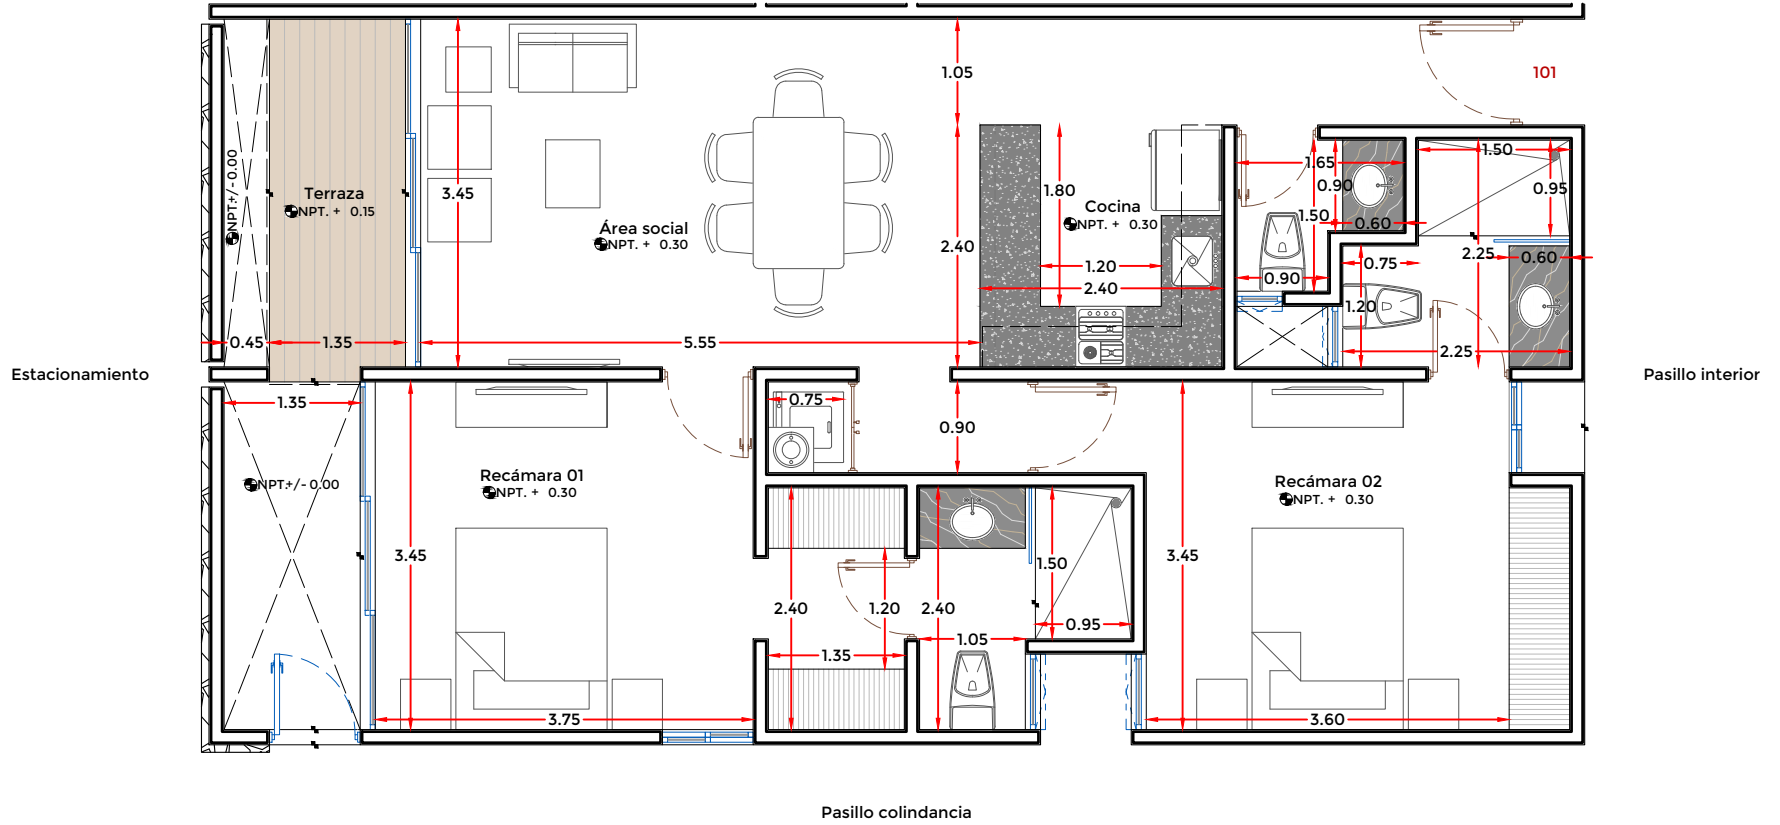 101
1.05
1.50
1.65
NPT.+/- 0.00
Terraza
NPT. + 0.15
3.45
1.80
0.90
0.95
Cocina
NPT. + 0.30
1.50
0.60
Área social
NPT. + 0.30
2.40
2.25
0.60
0.75
1.20
0.90
2.40
1.20
0.45
1.35
5.55
2.25
Estacionamiento
Pasillo interior
1.35
0.75
0.90
Recámara 01
NPT. + 0.30
NPT.+/- 0.00
Recámara 02
NPT. + 0.30
3.45
1.50
3.45
2.40
1.20
2.40
0.95
1.05
1.35
3.75
3.60
Pasillo colindancia